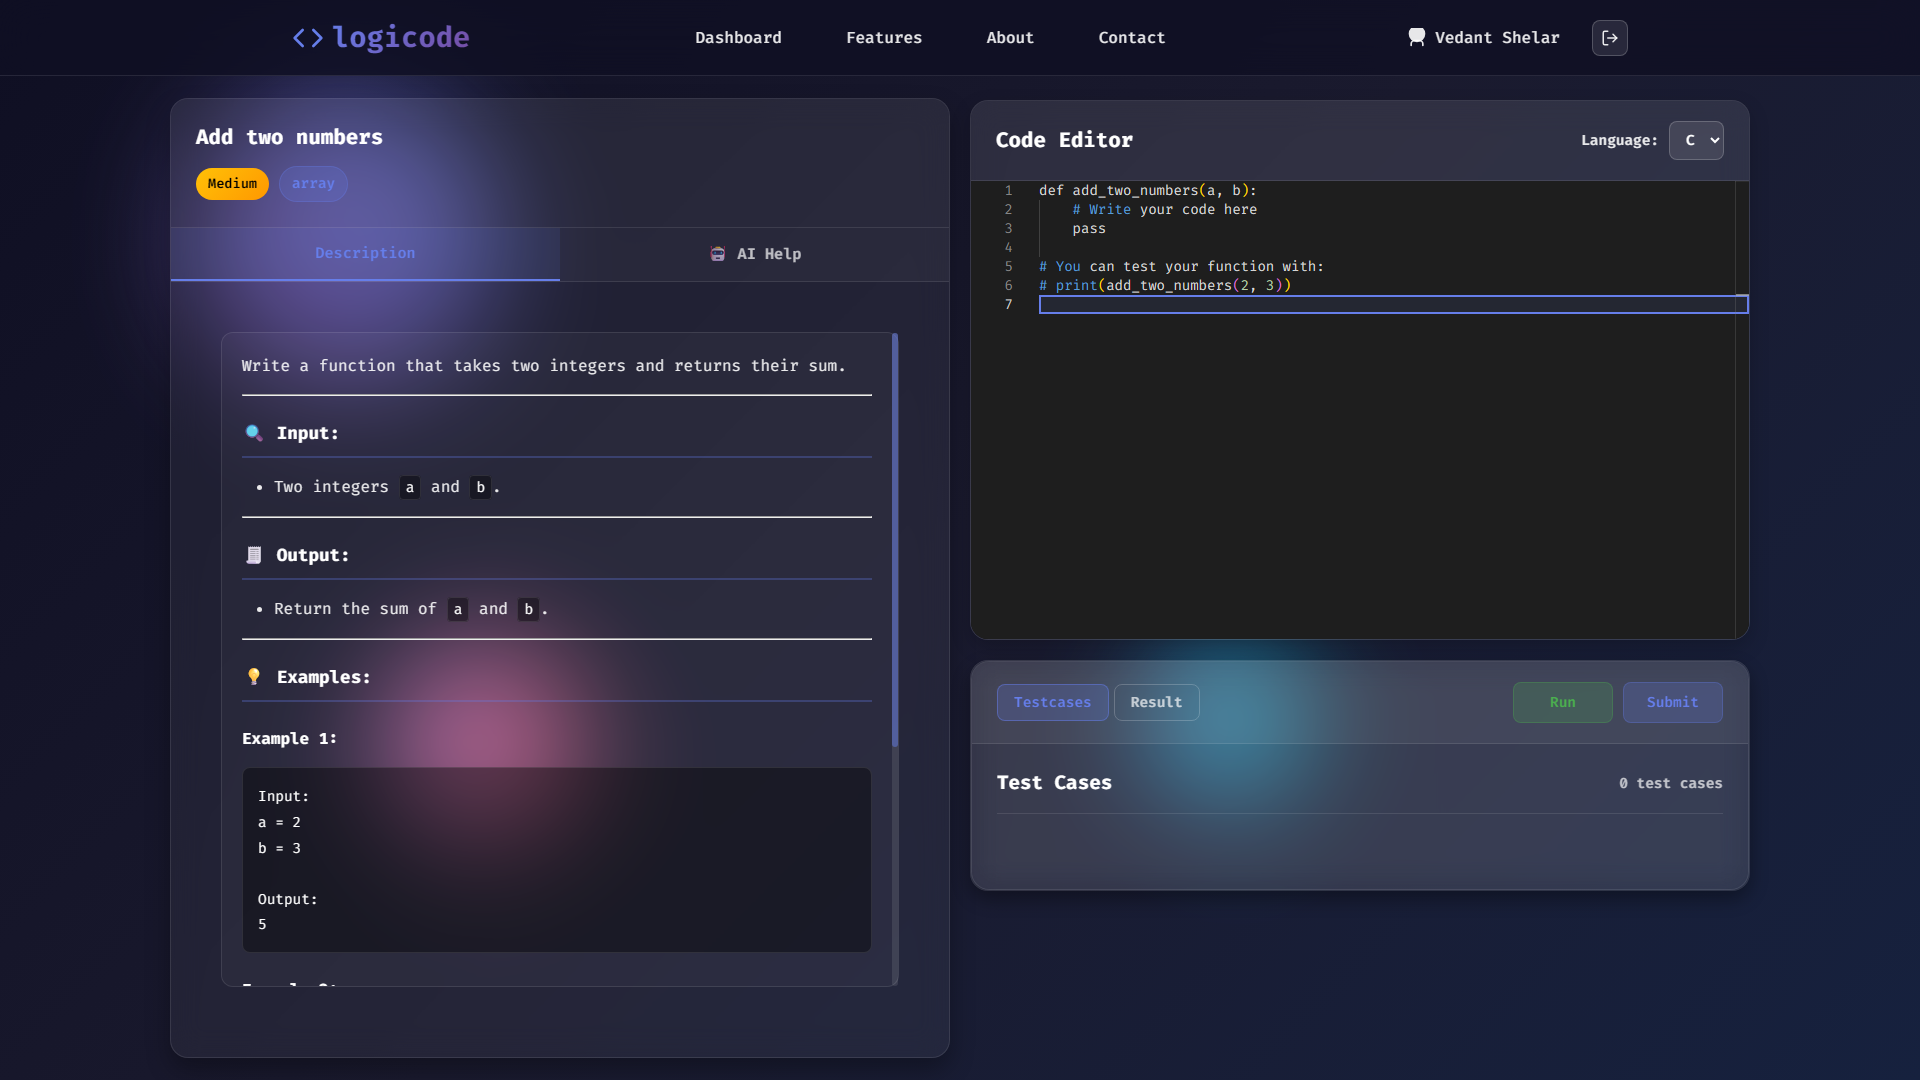 <> logicode
Dashboard
Features
About
Contact
Vedant Shelar
Add two numbers
Medium
array
Description
AI Help
Write a function that takes two integers and returns their sum.
Input:
• Two integers a and b.
Output:
• Return the sum of a and b.
Examples:
Example 1:
Input:
a = 2
b = 3
Output:
5
Code Editor
Language:
C
1 def add_two_numbers(a, b):
2 # Write your code here
3 pass
4
5 # You can test your function with:
6 # print(add_two_numbers(2, 3))
7
Testcases
Result
Run
Submit
Test Cases
0 test cases